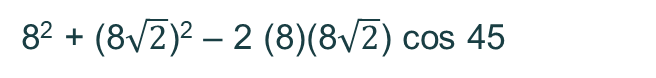 8² + (8√2)² – 2 (8)(8√2) cos 45